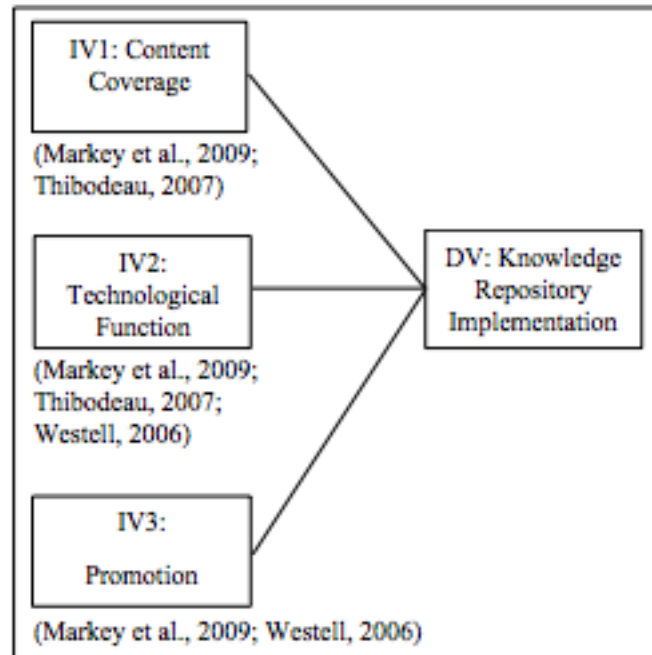 IV1: Content
Coverage
(Markey et al., 2009;
Thibodeau, 2007)
IV2:
Technological
Function
(Markey et al., 2009;
Thibodeau, 2007;
Westell, 2006)
DV: Knowledge
Repository
Implementation
IV3:
Promotion
(Markey et al., 2009; Westell, 2006)